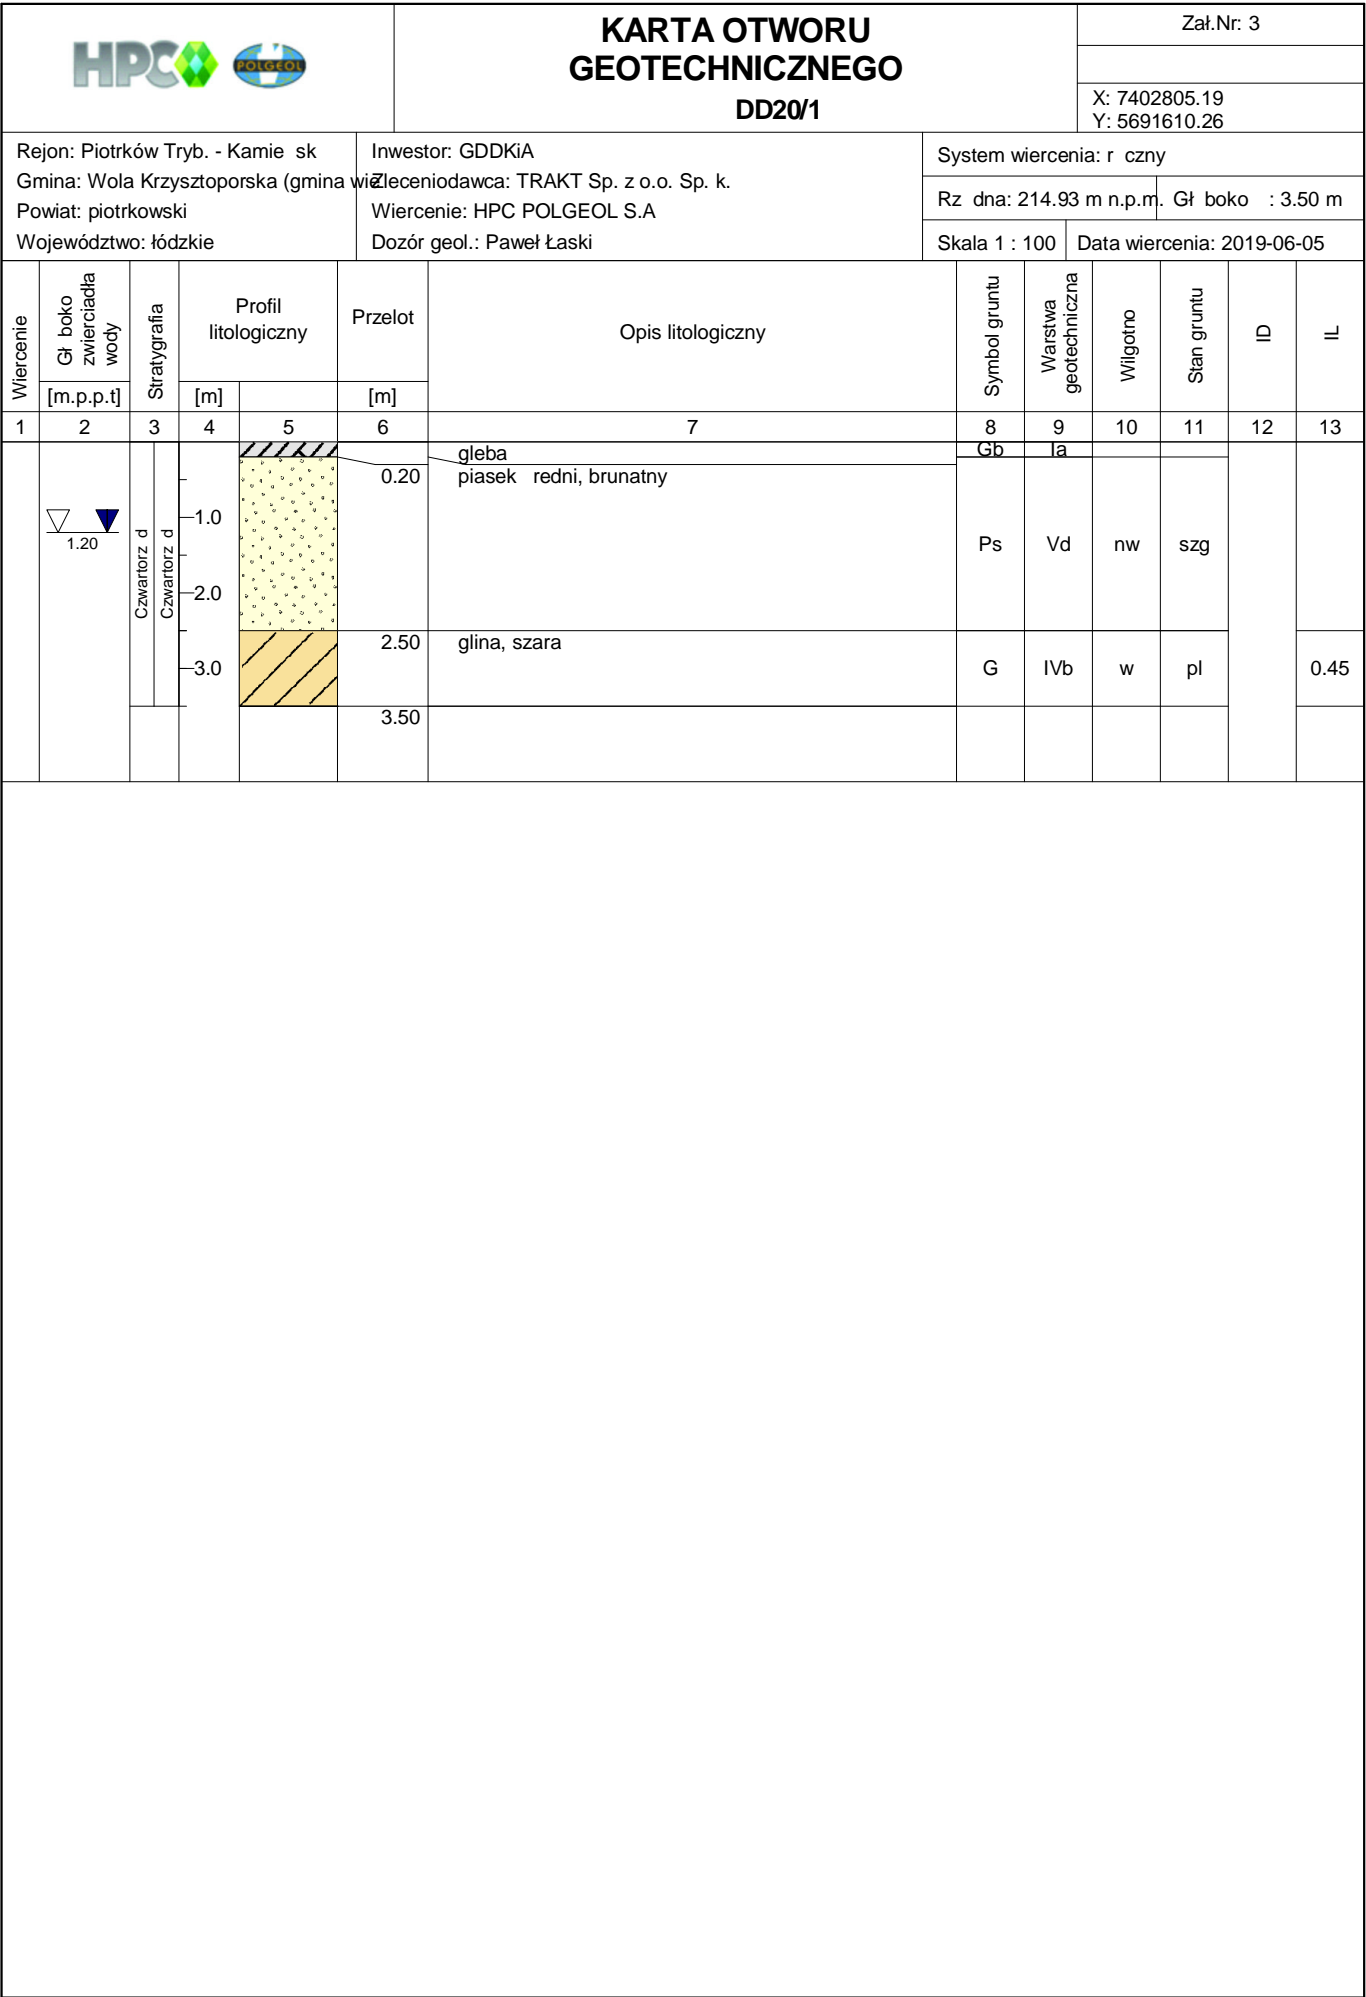 HPC POLGEOL
KARTA OTWORU
GEOTECHNICZNEGO
DD20/1
Zał.Nr: 3
X: 7402805.19
Y: 5691610.26
Rejon: Piotrków Tryb. - Kamie sk
Gmina: Wola Krzysztoporska (gmina wie
Powiat: piotrkowski
Województwo: łódzkie
Inwestor: GDDKiA
Zleceniodawca: TRAKT Sp. z o.o. Sp. k.
Wiercenie: HPC POLGEOL S.A
Dozór geol.: Paweł Łaski
System wiercenia: r czny
Rz dna: 214.93 m n.p.m. Gł boko : 3.50 m
Skala 1 : 100 Data wiercenia: 2019-06-05
Wiercenie
Gł boko
zwierciadła
wody
[m.p.p.t]
Stratygrafia
Profil
litologiczny
[m]
Przelot
[m]
Opis litologiczny
Symbol gruntu
Warstwa
geotechniczna
Wilgotno
Stan gruntu
ID
IL
1 2 3 4 5 6 7 8 9 10 11 12 13
gleba Gb Ia
0.20 piasek redni, brunatny
1.0
1.20
Czwartorz d
Czwartorz d
Ps Vd nw szg
2.0
2.50 glina, szara
3.0
G IVb w pl 0.45
3.50